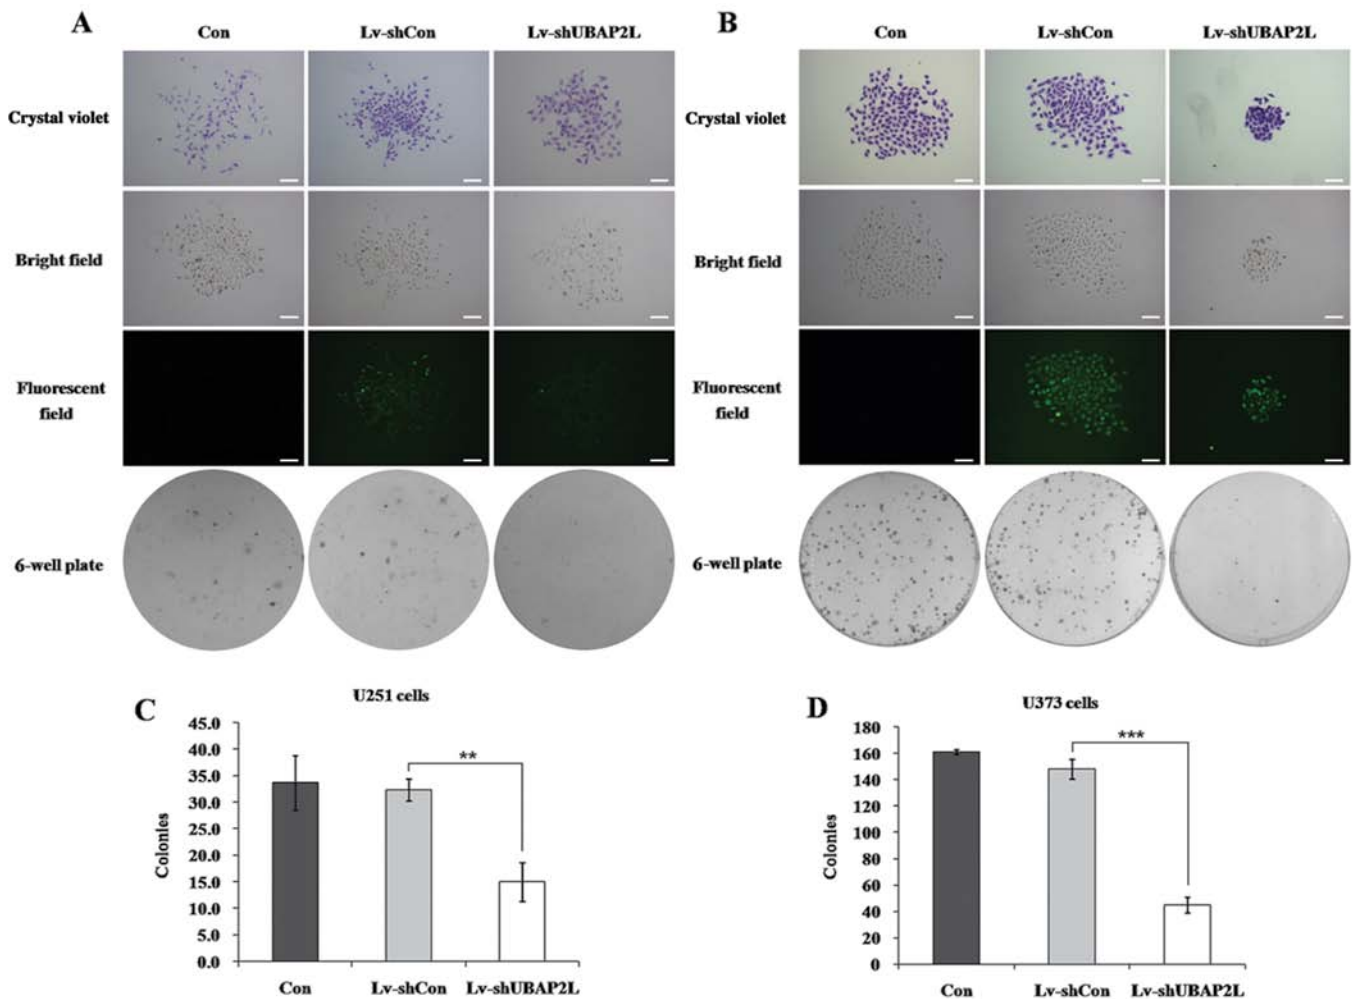 A
Con Lv-shCon Lv-shUBAP2L
Crystal violet
Bright field
Fluorescent
field
6-well plate
B
Con Lv-shCon Lv-shUBAP2L
Crystal violet
Bright field
Fluorescent
field
6-well plate
C
U251 cells
Colonies
45.0
40.0
35.0
30.0
25.0
20.0
15.0
10.0
5.0
0.0
**
Con Lv-shCon Lv-shUBAP2L
D
U373 cells
Colonies
180
160
140
120
100
80
60
40
20
0
***
Con Lv-shCon Lv-shUBAP2L